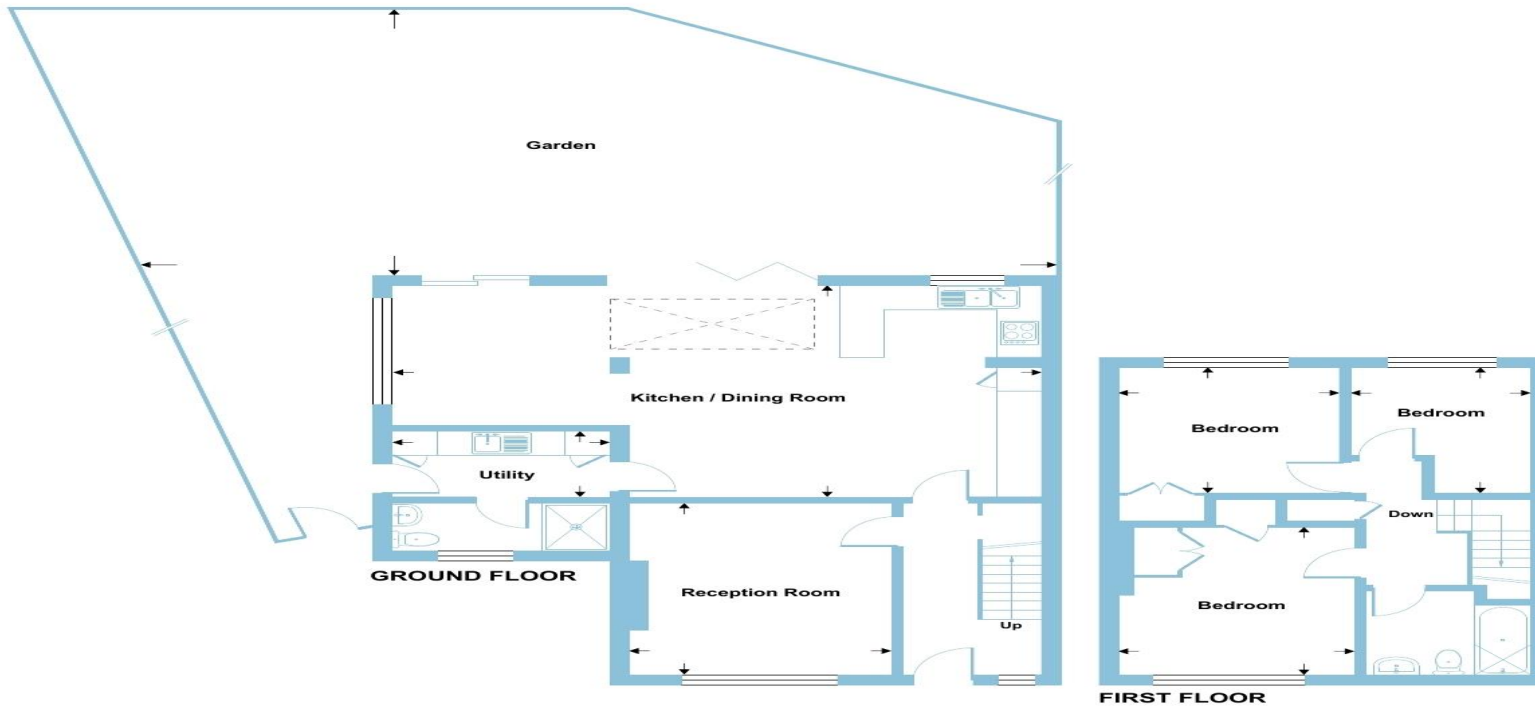 Garden
Kitchen / Dining Room
Utility
GROUND FLOOR
Reception Room
Up
Bedroom
Bedroom
Down
Bedroom
FIRST FLOOR